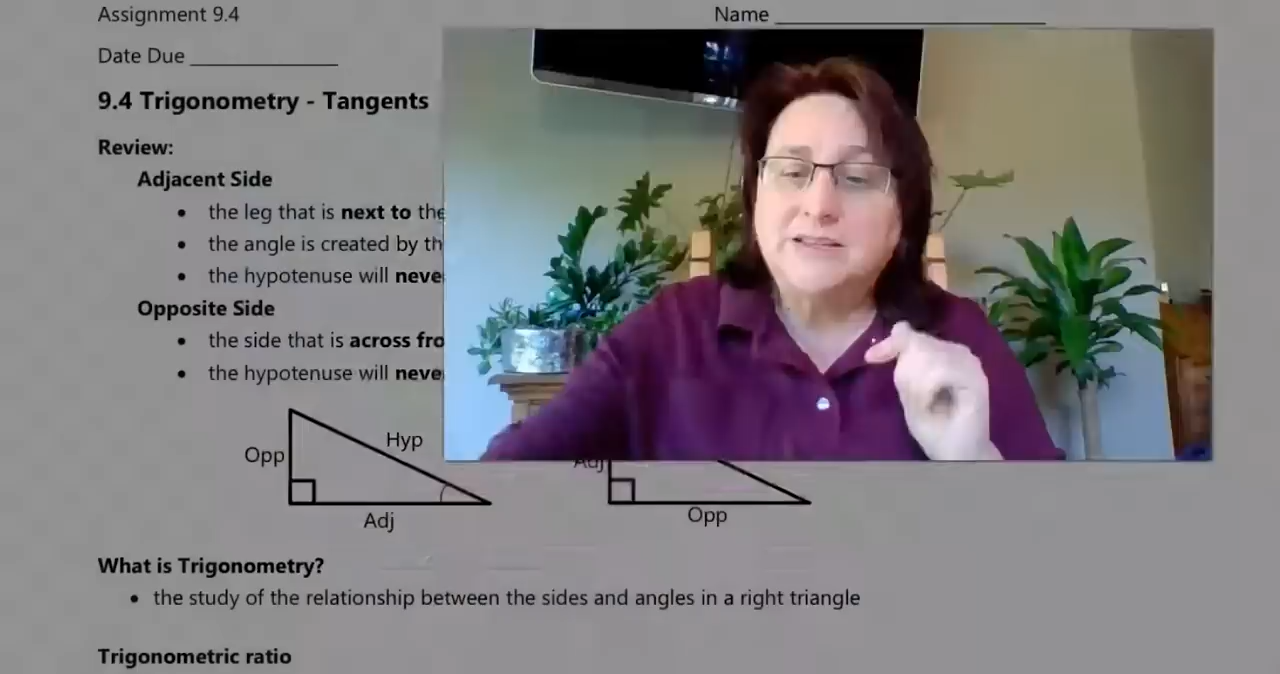 Assignment 9.4 Name
Date Due
9.4 Trigonometry - Tangents
Review:
Adjacent Side
• the leg that is next to the
• the angle is created by th
• the hypotenuse will neve
Opposite Side
• the side that is across fro
• the hypotenuse will neve
Opp Hyp Adj
Adj Opp
What is Trigonometry?
• the study of the relationship between the sides and angles in a right triangle
Trigonometric ratio